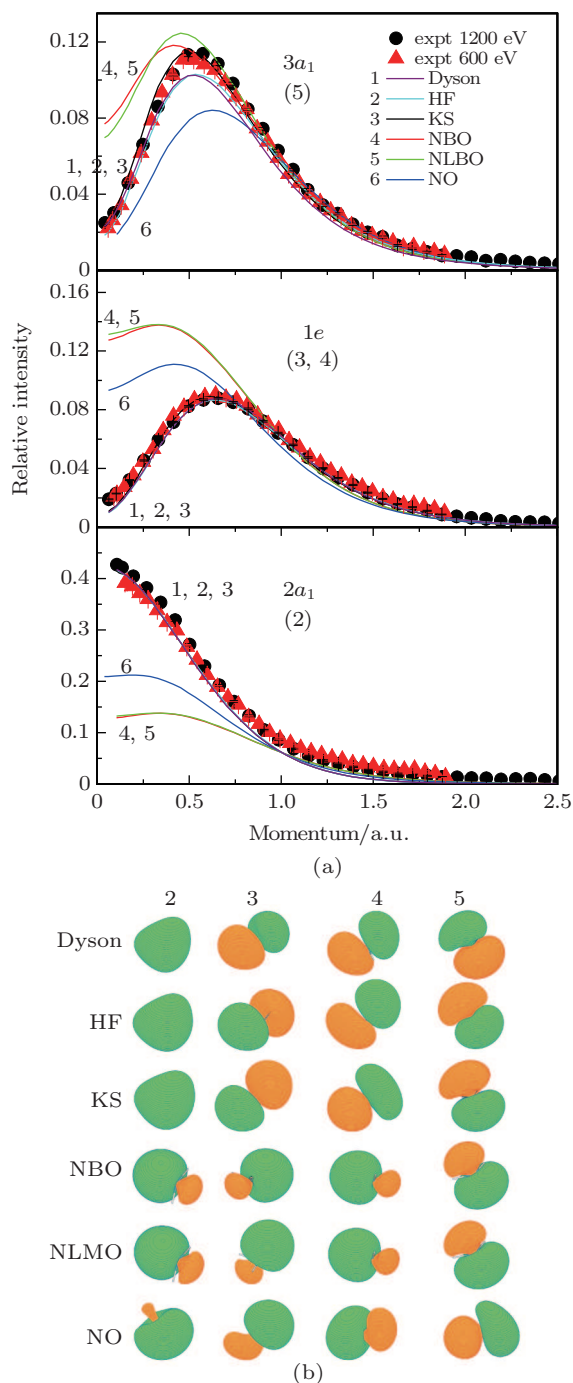 0.12
0.08
0.04
0
4, 5
1, 2, 3
6
3a₁
(5)
expt 1200 eV
expt 600 eV
1 Dyson
2 HF
3 KS
4 NBO
5 NLBO
6 NO
0.16
0.12
0.08
0.04
0
4, 5
6
1, 2, 3
1e
(3, 4)
Relative intensity
0.4
0.3
0.2
0.1
0
1, 2, 3
6
4, 5
2a₁
(2)
0 0.5 1.0 1.5 2.0 2.5
Momentum/a.u.
(a)
2 3 4 5
Dyson
HF
KS
NBO
NLMO
NO
(b)